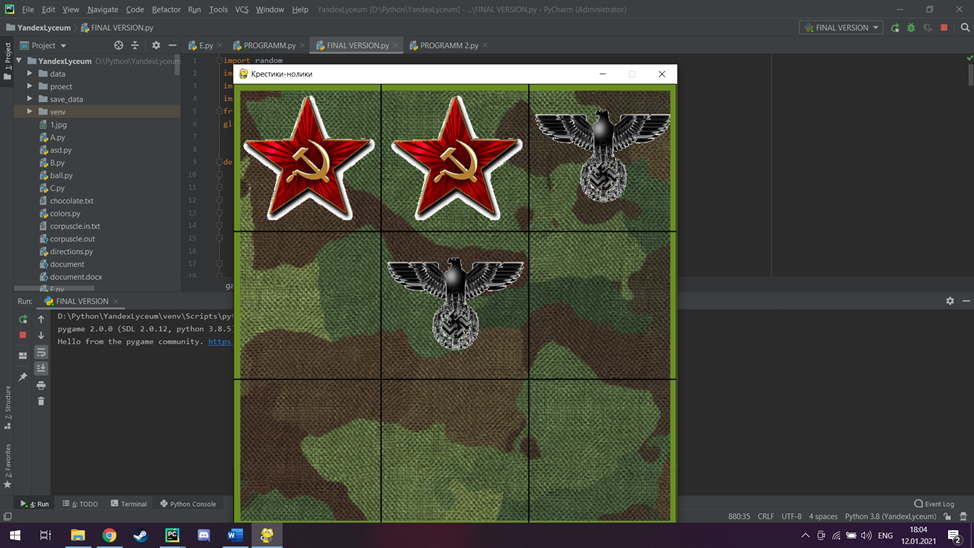 File Edit View Navigate Code Refactor Run Tools VCS Window Help YandexLyceum [D:\Python\YandexLyceum] - ...\FINAL VERSION.py - PyCharm (Administrator)
YandexLyceum FINAL VERSION.py FINAL VERSION
1: Project
Project E.py PROGRAMM.py FINAL VERSION.py PROGRAMM 2.py
YandexLyceum D:\Python\YandexLyceum 1 import random
data 2 im
Крестики-нолики
proect 3 im
save_data 4 im
venv 5 fr
1.jpg 6 gl
A.py 7
asd.py 8
B.py 9 de
ball.py 10
C.py 11
chocolate.txt 12
colors.py 13
corpuscle.in.txt 14
corpuscle.out 15
directions.py 16
document 17
document.docx 18
E.py ga
Run: FINAL VERSION
D:\Python\YandexLyceum\venv\Scripts\pyt
pygame 2.0.0 (SDL 2.0.12, python 3.8.5)
Hello from the pygame community. https
7: Structure
2: Favorites
4: Run 6: TODO Terminal Python Console Event Log
880:35 CRLF UTF-8 4 spaces Python 3.8 (YandexLyceum)
ENG 18:04
12.01.2021
2